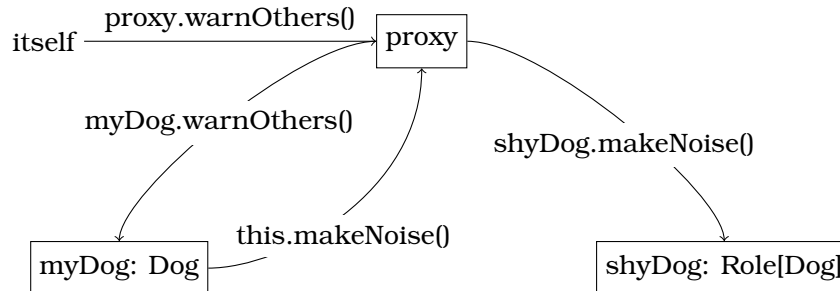 proxy.warnOthers()
itself
proxy
myDog.warnOthers()
shyDog.makeNoise()
this.makeNoise()
myDog: Dog
shyDog: Role[Dog]